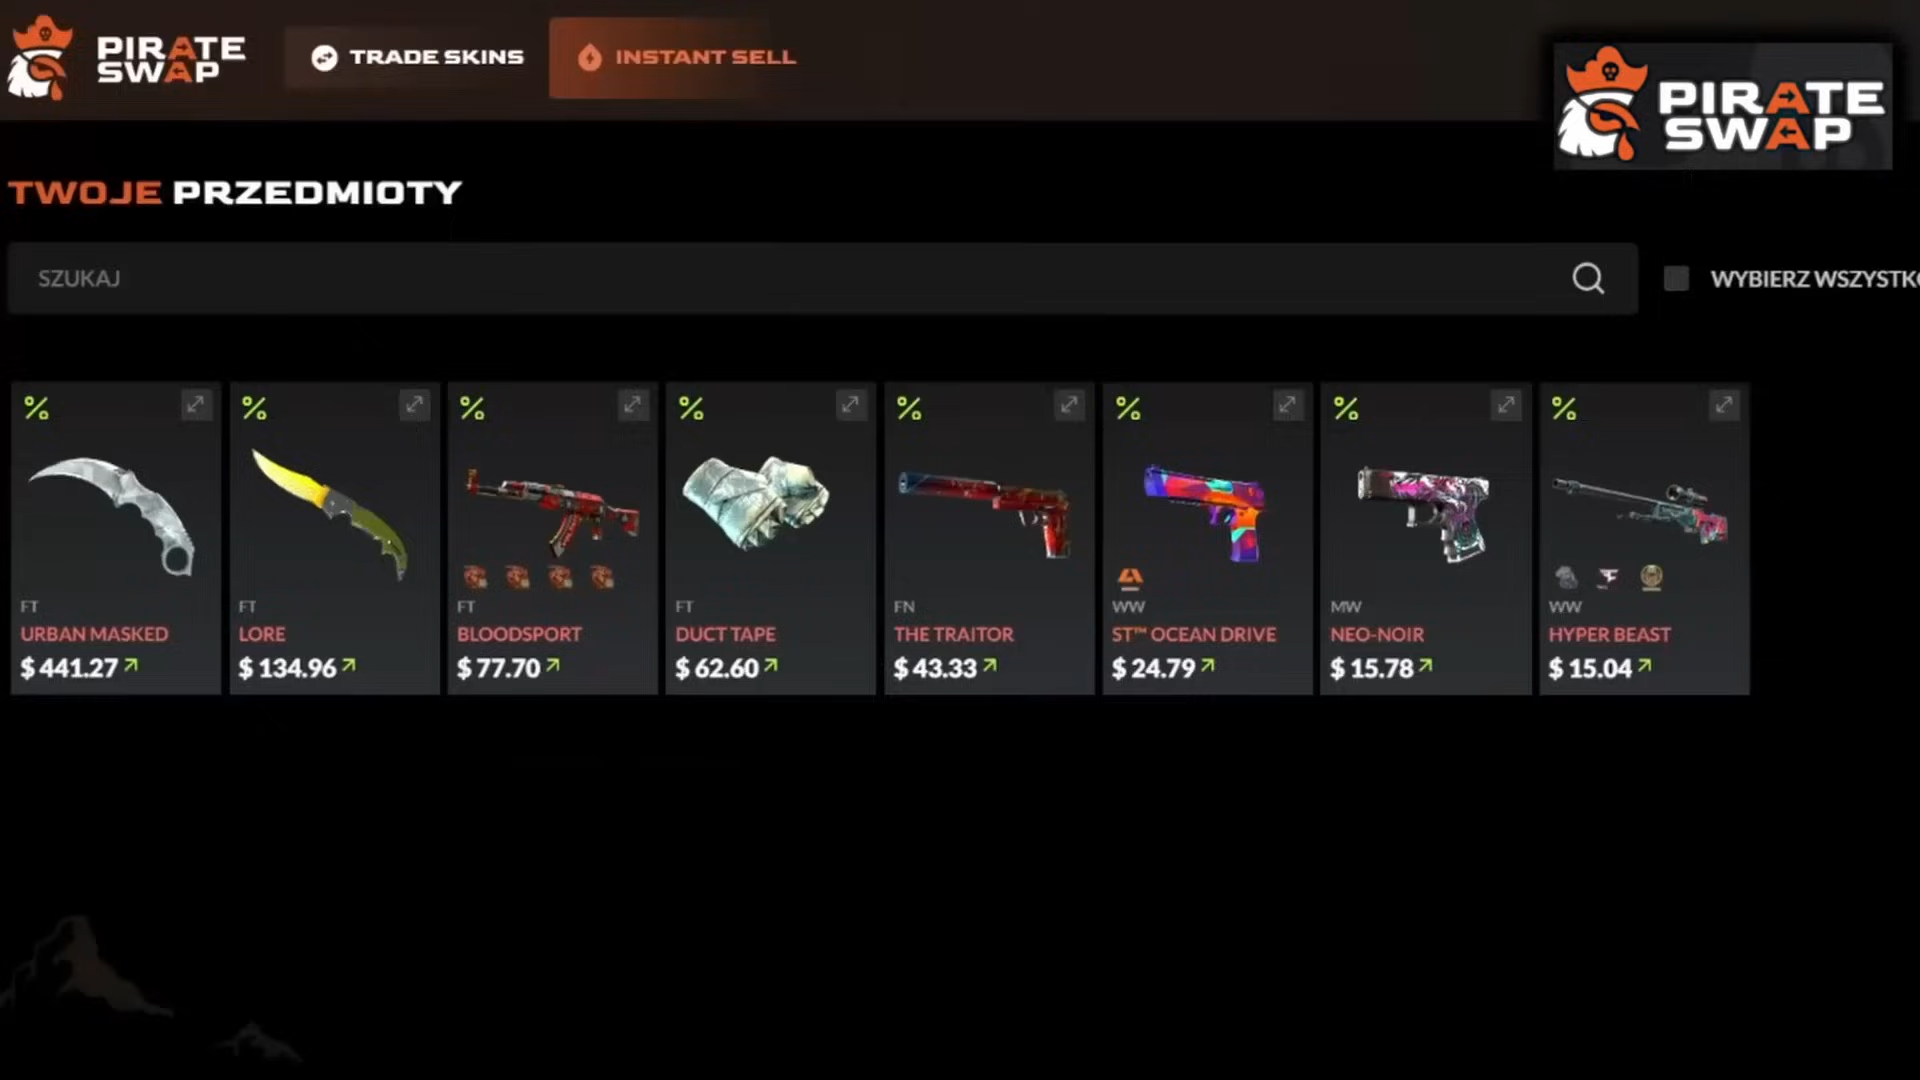 PIRATE
SWAP
TRADE SKINS
INSTANT SELL
PIRATE
SWAP
TWOJE PRZEDMIOTY
SZUKAJ
WYBIERZ WSZYSTKO
%
%
%
%
%
%
%
%
FT
URBAN MASKED
$ 441.27
FT
LORE
$ 134.96
FT
BLOODSPORT
$ 77.70
FT
DUCT TAPE
$ 62.60
FN
THE TRAITOR
$ 43.33
WW
ST™ OCEAN DRIVE
$ 24.79
MW
NEO-NOIR
$ 15.78
WW
HYPER BEAST
$ 15.04